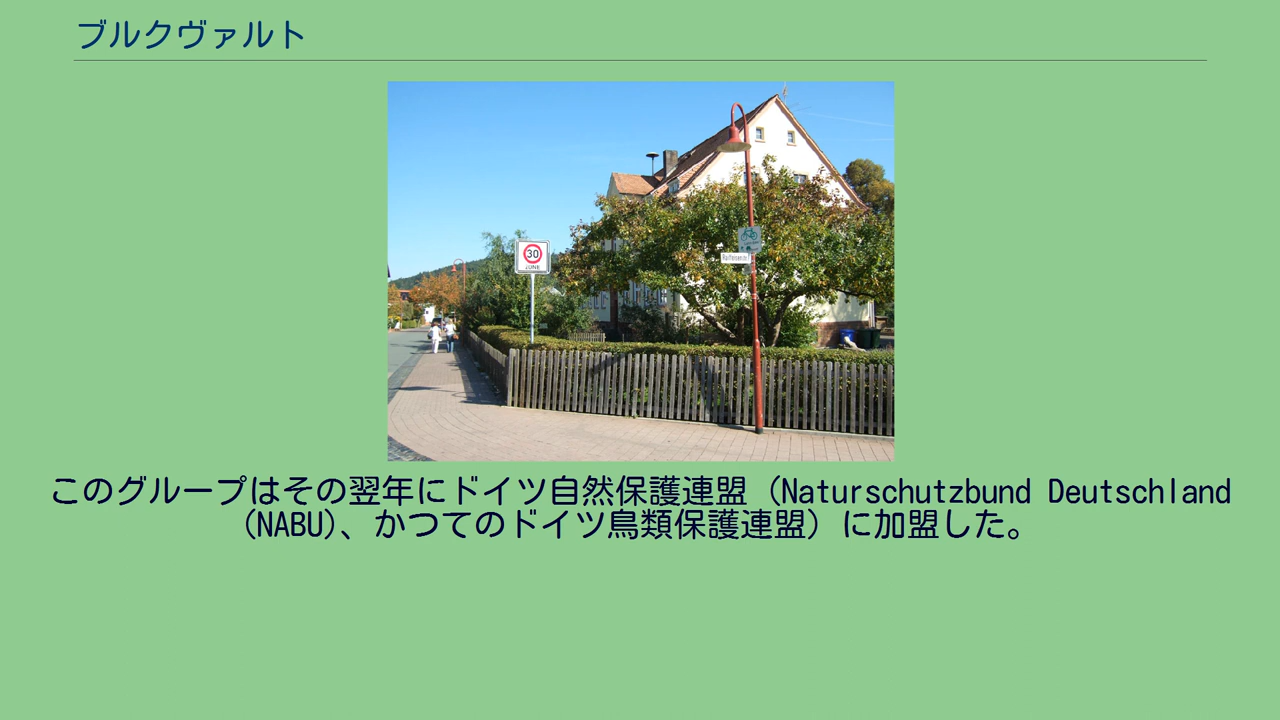 ブルクヴァルト
30
ZONE
このグループはその翌年にドイツ自然保護連盟（Naturschutzbund Deutschland
(NABU)、かつてのドイツ鳥類保護連盟）に加盟した。